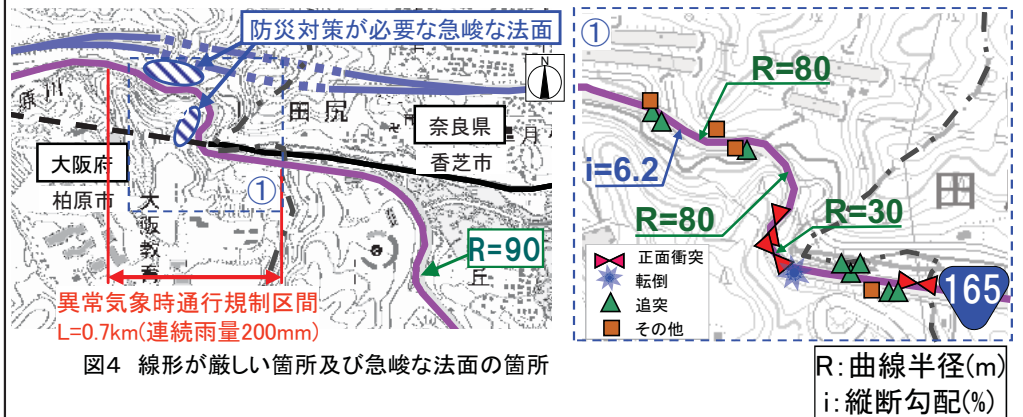 防災対策が必要な急峻な法面
N
原川
田尻
奈良県
香芝市
大阪府
柏原市
大阪教育
①
R=90
丘
異常気象時通行規制区間
L=0.7km(連続雨量200mm)
図4 線形が厳しい箇所及び急峻な法面の箇所
①
R=80
i=6.2
R=80
R=30
田
正面衝突
転倒
追突
その他
165
R:曲線半径(m)
i:縦断勾配(%)